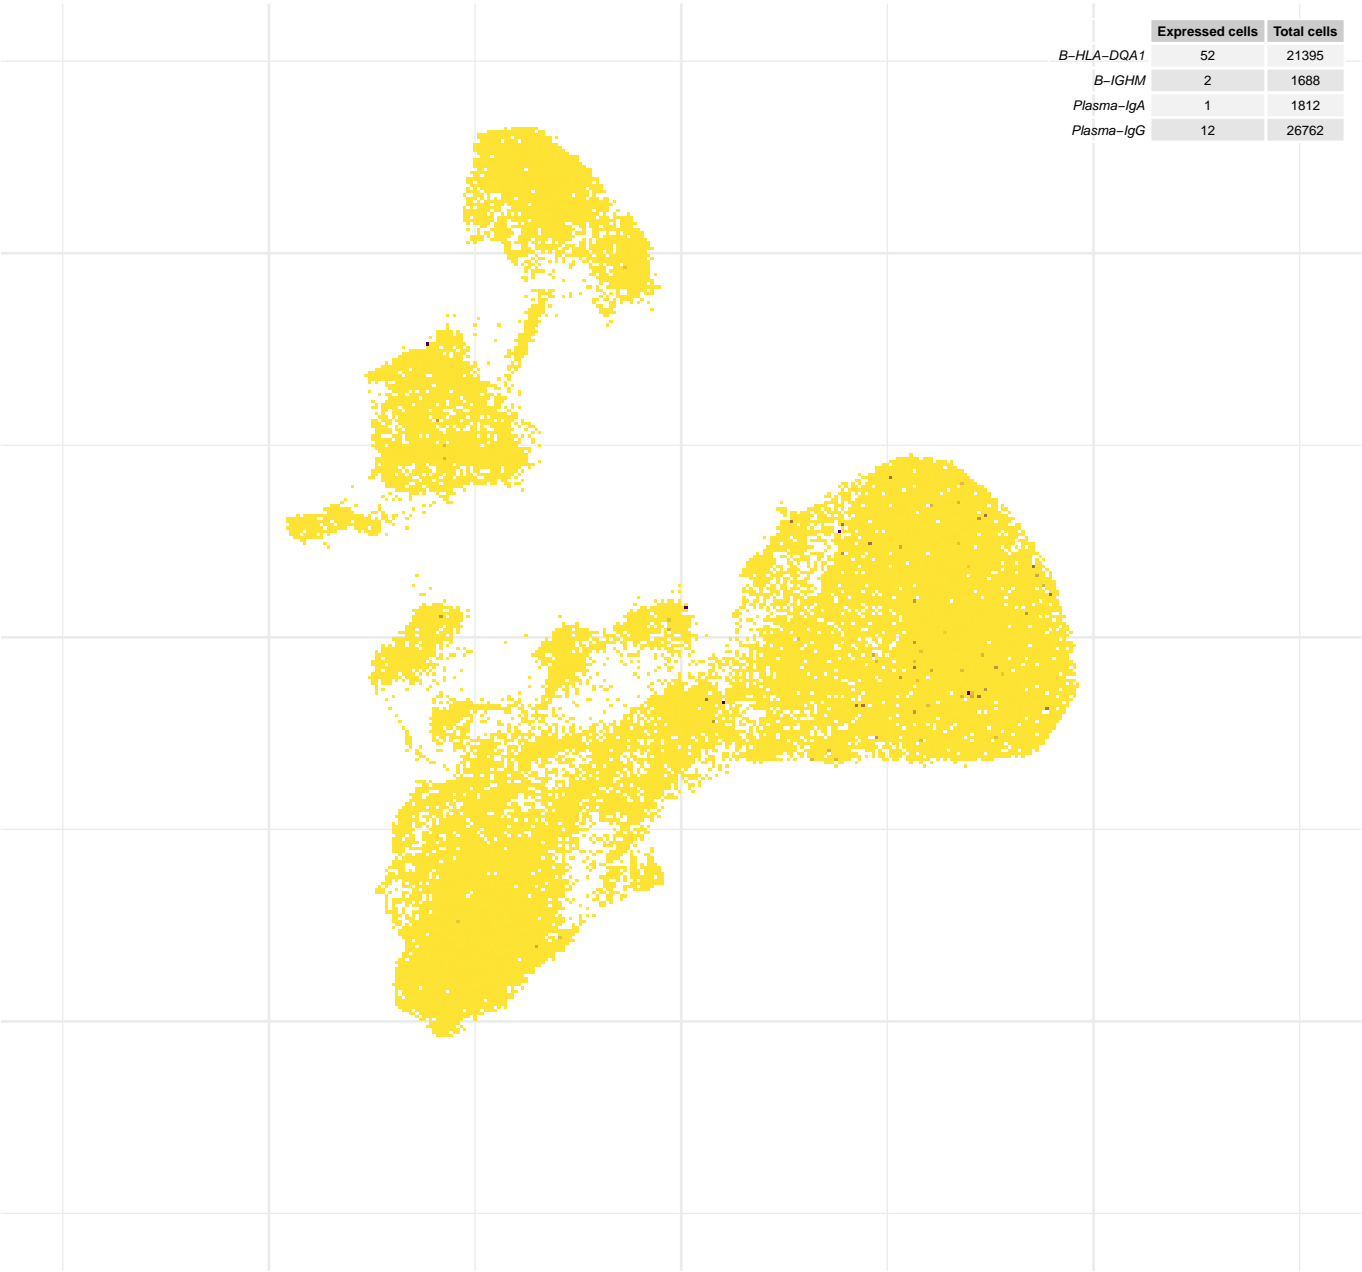 Expressed cells Total cells
B−HLA−DQA1 52 21395
B−IGHM 2 1688
Plasma−IgA 1 1812
Plasma−IgG 12 26762